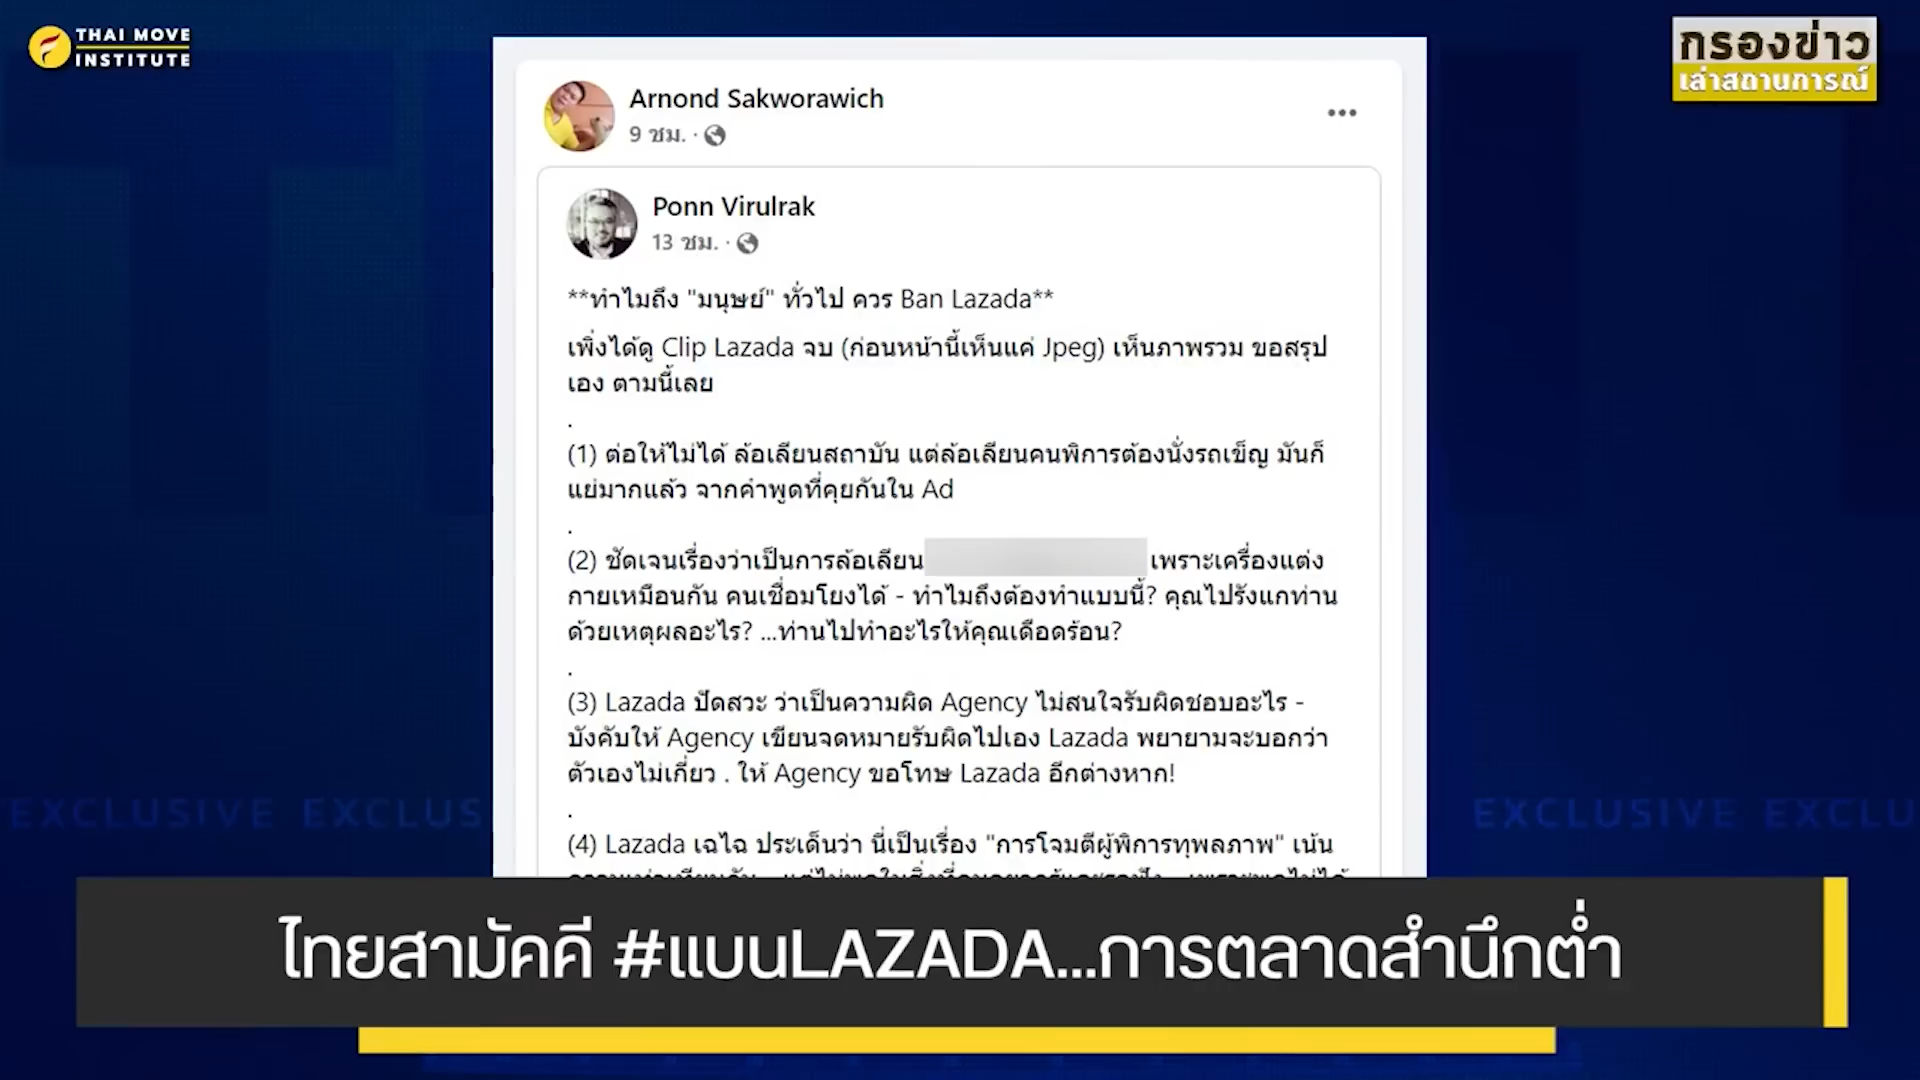 THAI MOVE
INSTITUTE
กรองข่าว
เล่าสถานการณ์
Arnond Sakworawich
9 ชม. ·
Ponn Virulrak
13 ชม. ·
**ทำไมถึง "มนุษย์" ทั่วไป ควร Ban Lazada**
เพิ่งได้ดู Clip Lazada จบ (ก่อนหน้านี้เห็นแค่ Jpeg) เห็นภาพรวม ขอสรุป
เอง ตามนี้เลย
.
(1) ต่อให้ไม่ได้ ล้อเลียนสถาบัน แต่ล้อเลียนคนพิการต้องนั่งรถเข็ญ มันก็
แย่มากแล้ว จากคำพูดที่คุยกันใน Ad
.
(2) ชัดเจนเรื่องว่าเป็นการล้อเลียน เพราะเครื่องแต่ง
กายเหมือนกัน คนเชื่อมโยงได้ - ทำไมถึงต้องทำแบบนี้? คุณไปรังแกท่าน
ด้วยเหตุผลอะไร? ...ท่านไปทำอะไรให้คุณเดือดร้อน?
.
(3) Lazada ปัดสวะ ว่าเป็นความผิด Agency ไม่สนใจรับผิดชอบอะไร -
บังคับให้ Agency เขียนจดหมายรับผิดไปเอง Lazada พยายามจะบอกว่า
ตัวเองไม่เกี่ยว . ให้ Agency ขอโทษ Lazada อีกต่างหาก!
.
(4) Lazada เฉไฉ ประเด็นว่า นี่เป็นเรื่อง "การโจมตีผู้พิการทุพลภาพ" เน้น
EXCLUSIVE EXCLUS
EXCLUSIVE EXCLU
ไทยสามัคคี #แบนLAZADA...การตลาดสำนึกต่ำ